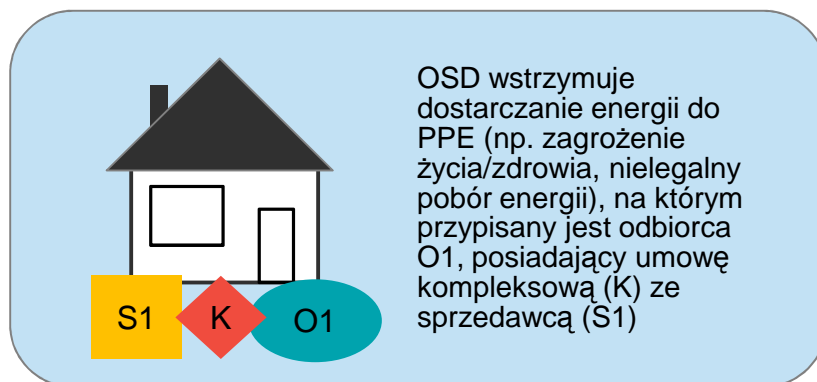 OSD wstrzymuje
dostarczanie energii do
PPE (np. zagrożenie
życia/zdrowia, nielegalny
pobór energii), na którym
przypisany jest odbiorca
O1, posiadający umowę
kompleksową (K) ze
sprzedawcą (S1)
S1 K O1